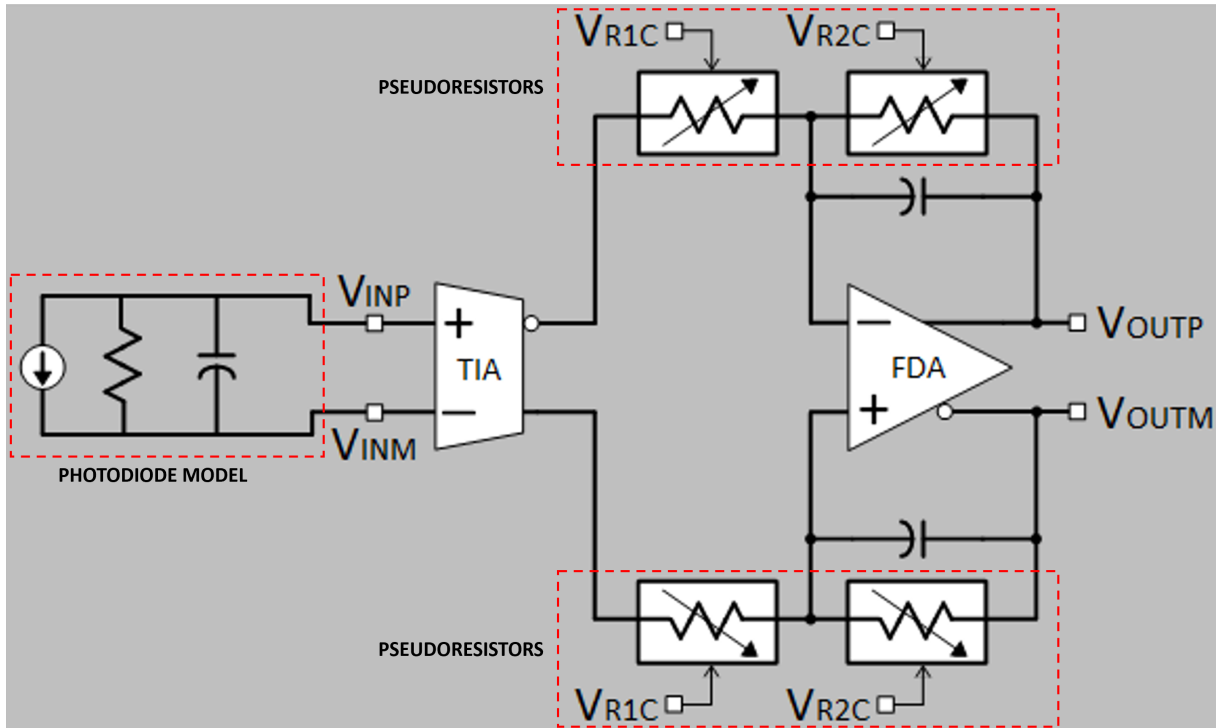 VR1C
VR2C
PSEUDORESISTORS
VINP
+
TIA
−
VINM
PHOTODIODE MODEL
−
FDA
+
VOUTP
VOUTM
PSEUDORESISTORS
VR1C
VR2C